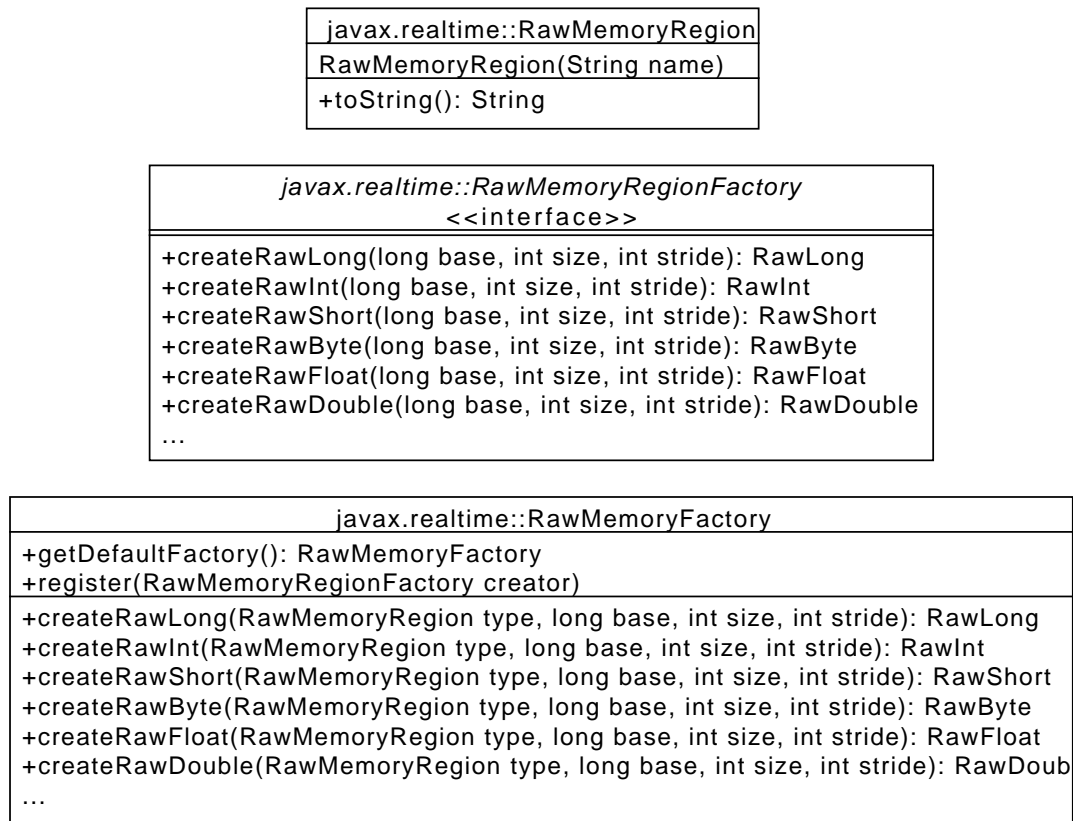 javax.realtime::RawMemoryRegion
RawMemoryRegion(String name)
+toString(): String
javax.realtime::RawMemoryRegionFactory
<<interface>>
+createRawLong(long base, int size, int stride): RawLong
+createRawInt(long base, int size, int stride): RawInt
+createRawShort(long base, int size, int stride): RawShort
+createRawByte(long base, int size, int stride): RawByte
+createRawFloat(long base, int size, int stride): RawFloat
+createRawDouble(long base, int size, int stride): RawDouble
...
javax.realtime::RawMemoryFactory
+getDefaultFactory(): RawMemoryFactory
+register(RawMemoryRegionFactory creator)
+createRawLong(RawMemoryRegion type, long base, int size, int stride): RawLong
+createRawInt(RawMemoryRegion type, long base, int size, int stride): RawInt
+createRawShort(RawMemoryRegion type, long base, int size, int stride): RawShort
+createRawByte(RawMemoryRegion type, long base, int size, int stride): RawByte
+createRawFloat(RawMemoryRegion type, long base, int size, int stride): RawFloat
+createRawDouble(RawMemoryRegion type, long base, int size, int stride): RawDoub
...